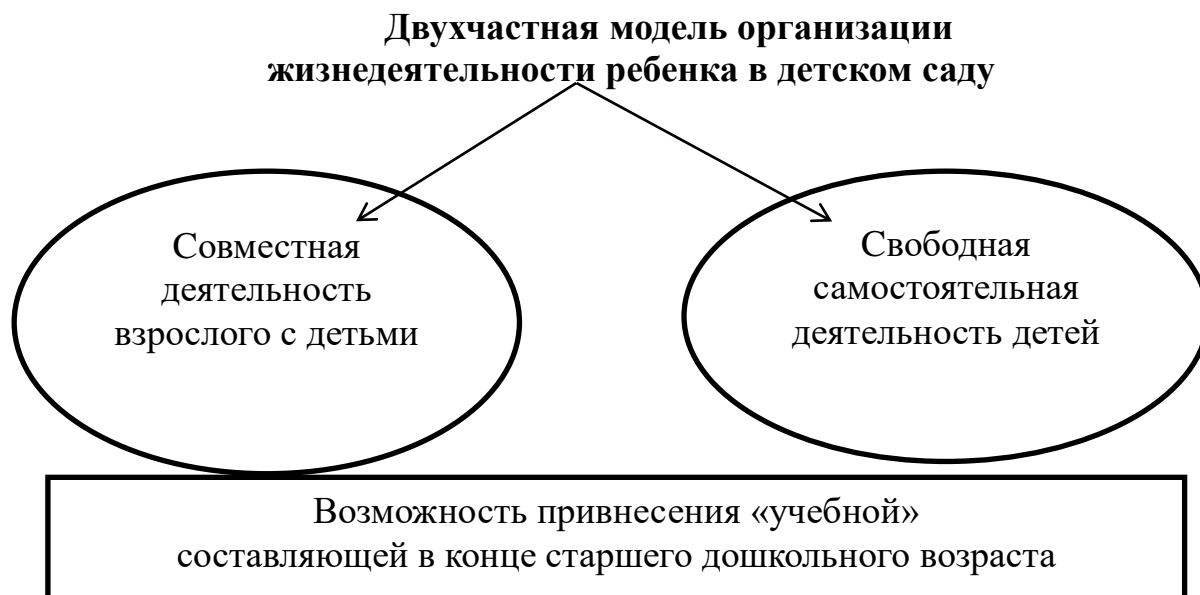 Двухчастная модель организации
жизнедеятельности ребенка в детском саду
Совместная
деятельность
взрослого с детьми
Свободная
самостоятельная
деятельность детей
Возможность привнесения «учебной»
составляющей в конце старшего дошкольного возраста